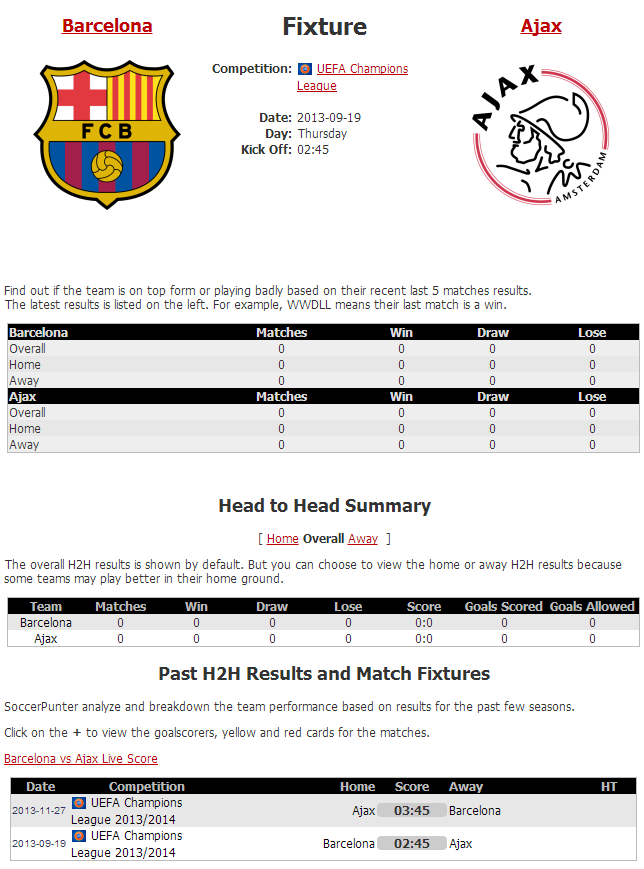 Barcelona Fixture Ajax
Competition: UEFA Champions
League
Date: 2013-09-19
Day: Thursday
Kick Off: 02:45
FCB
AJAX
AMSTERDAM
Find out if the team is on top form or playing badly based on their recent last 5 matches results.
The latest results is listed on the left. For example, WWDLL means their last match is a win.
Barcelona Matches Win Draw Lose
Overall 0 0 0 0
Home 0 0 0 0
Away 0 0 0 0
Ajax Matches Win Draw Lose
Overall 0 0 0 0
Home 0 0 0 0
Away 0 0 0 0
Head to Head Summary
[ Home Overall Away ]
The overall H2H results is shown by default. But you can choose to view the home or away H2H results because
some teams may play better in their home ground.
Team Matches Win Draw Lose Score Goals Scored Goals Allowed
Barcelona 0 0 0 0 0:0 0 0
Ajax 0 0 0 0 0:0 0 0
Past H2H Results and Match Fixtures
SoccerPunter analyze and breakdown the team performance based on results for the past few seasons.
Click on the + to view the goalscorers, yellow and red cards for the matches.
Barcelona vs Ajax Live Score
Date Competition Home Score Away HT
2013-11-27 UEFA Champions
League 2013/2014 Ajax 03:45 Barcelona
2013-09-19 UEFA Champions
League 2013/2014 Barcelona 02:45 Ajax